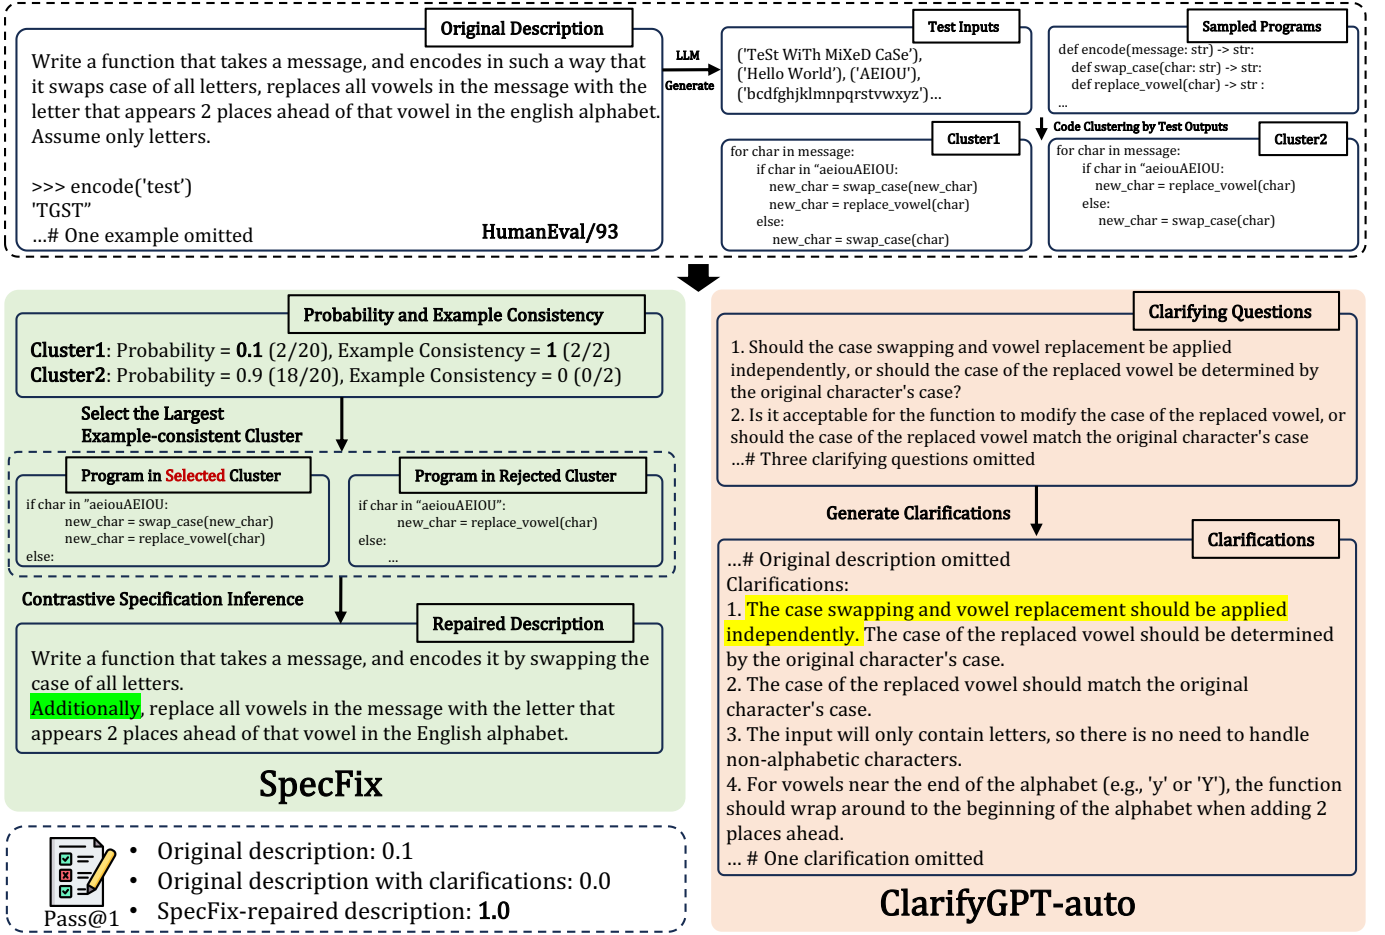 Original Description
Write a function that takes a message, and encodes in such a way that
it swaps case of all letters, replaces all vowels in the message with the
letter that appears 2 places ahead of that vowel in the english alphabet.
Assume only letters.
>>> encode('test’)
'TGST”
...# One example omitted
HumanEval/93
LLM
Generate
Test Inputs
('TeSt WiTh MiXeD CaSe’),
('Hello World’), ('AEIOU’),
('bcdfghjklmnpqrstvwxyz’)...
Sampled Programs
def encode(message: str) -> str:
def swap_case(char: str) -> str:
def replace_vowel(char) -> str :
...
Code Clustering by Test Outputs
Cluster1
for char in message:
if char in “aeiouAEIOU:
new_char = swap_case(new_char)
new_char = replace_vowel(char)
else:
new_char = swap_case(char)
Cluster2
for char in message:
if char in “aeiouAEIOU:
new_char = replace_vowel(char)
else:
new_char = swap_case(char)
Probability and Example Consistency
Cluster1: Probability = 0.1 (2/20), Example Consistency = 1 (2/2)
Cluster2: Probability = 0.9 (18/20), Example Consistency = 0 (0/2)
Select the Largest
Example-consistent Cluster
Program in Selected Cluster
if char in ”aeiouAEIOU:
new_char = swap_case(new_char)
new_char = replace_vowel(char)
else:
Program in Rejected Cluster
if char in “aeiouAEIOU”:
new_char = replace_vowel(char)
else:
...
Contrastive Specification Inference
Repaired Description
Write a function that takes a message, and encodes it by swapping the
case of all letters.
Additionally, replace all vowels in the message with the letter that
appears 2 places ahead of that vowel in the English alphabet.
SpecFix
Pass@1
• Original description: 0.1
• Original description with clarifications: 0.0
• SpecFix-repaired description: 1.0
Clarifying Questions
1. Should the case swapping and vowel replacement be applied
independently, or should the case of the replaced vowel be determined by
the original character's case?
2. Is it acceptable for the function to modify the case of the replaced vowel, or
should the case of the replaced vowel match the original character's case
...# Three clarifying questions omitted
Generate Clarifications
Clarifications
...# Original description omitted
Clarifications:
1. The case swapping and vowel replacement should be applied
independently. The case of the replaced vowel should be determined
by the original character's case.
2. The case of the replaced vowel should match the original
character's case.
3. The input will only contain letters, so there is no need to handle
non-alphabetic characters.
4. For vowels near the end of the alphabet (e.g., 'y' or 'Y'), the function
should wrap around to the beginning of the alphabet when adding 2
places ahead.
... # One clarification omitted
ClarifyGPT-auto